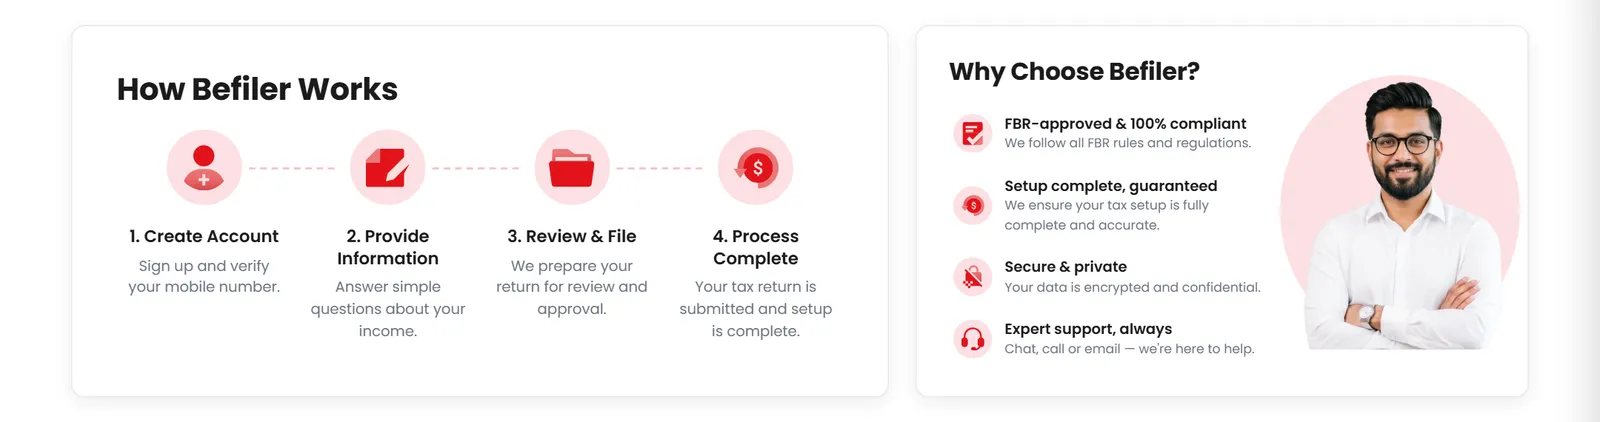 How Befiler Works
1. Create Account
Sign up and verify
your mobile number.
2. Provide
Information
Answer simple
questions about your
income.
3. Review & File
We prepare your
return for review and
approval.
4. Process
Complete
Your tax return is
submitted and setup
is complete.
Why Choose Befiler?
FBR-approved & 100% compliant
We follow all FBR rules and regulations.
Setup complete, guaranteed
We ensure your tax setup is fully
complete and accurate.
Secure & private
Your data is encrypted and confidential.
Expert support, always
Chat, call or email — we're here to help.